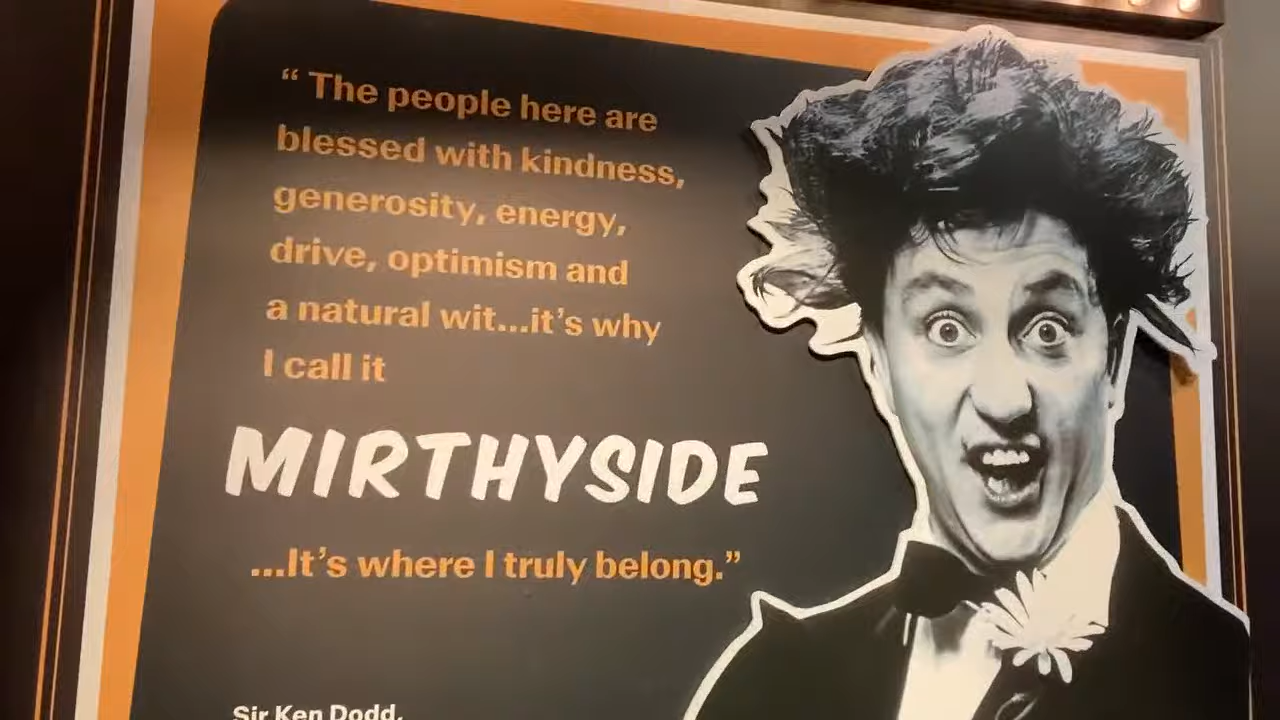 “ The people here are
blessed with kindness,
generosity, energy,
drive, optimism and
a natural wit...it’s why
I call it
MIRTHYSIDE
...It’s where I truly belong.”
Sir Ken Dodd,